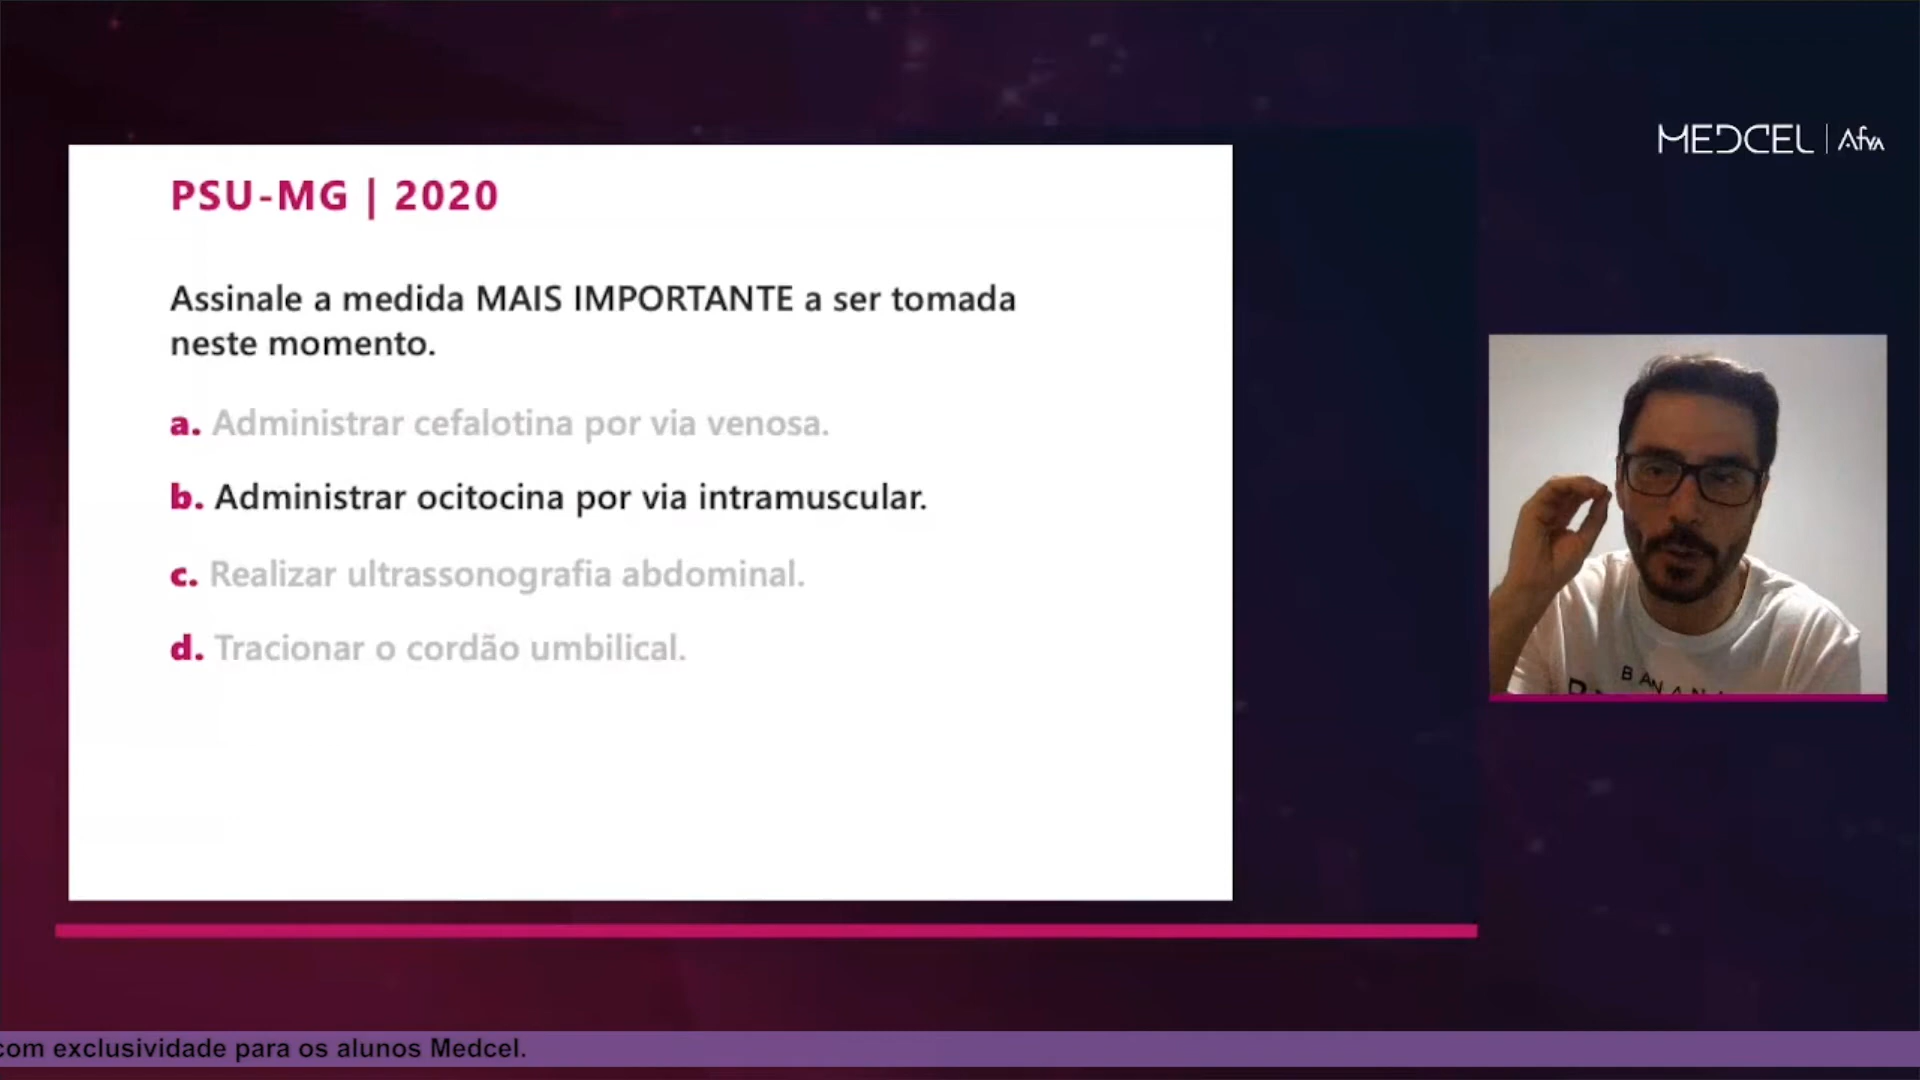 MEDCEL | Afya
PSU-MG | 2020
Assinale a medida MAIS IMPORTANTE a ser tomada
neste momento.
a. Administrar cefalotina por via venosa.
b. Administrar ocitocina por via intramuscular.
c. Realizar ultrassonografia abdominal.
d. Tracionar o cordão umbilical.
com exclusividade para os alunos Medcel.